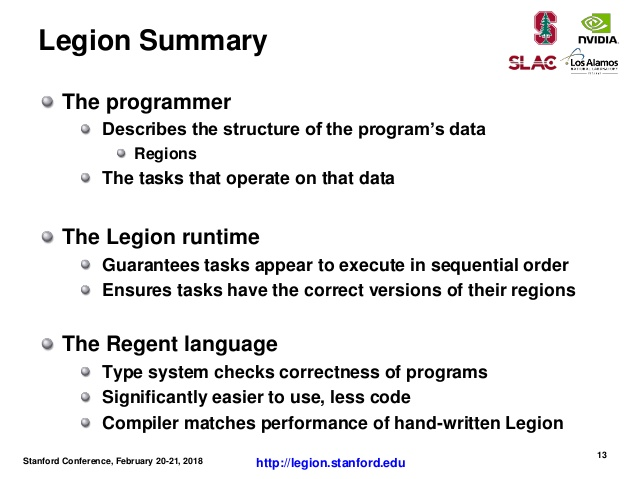 Legion Summary
NVIDIA.
SLAC
Los Alamos
NATIONAL LABORATORY
The programmer
Describes the structure of the program's data
Regions
The tasks that operate on that data
The Legion runtime
Guarantees tasks appear to execute in sequential order
Ensures tasks have the correct versions of their regions
The Regent language
Type system checks correctness of programs
Significantly easier to use, less code
Compiler matches performance of hand-written Legion
Stanford Conference, February 20-21, 2018
http://legion.stanford.edu
13